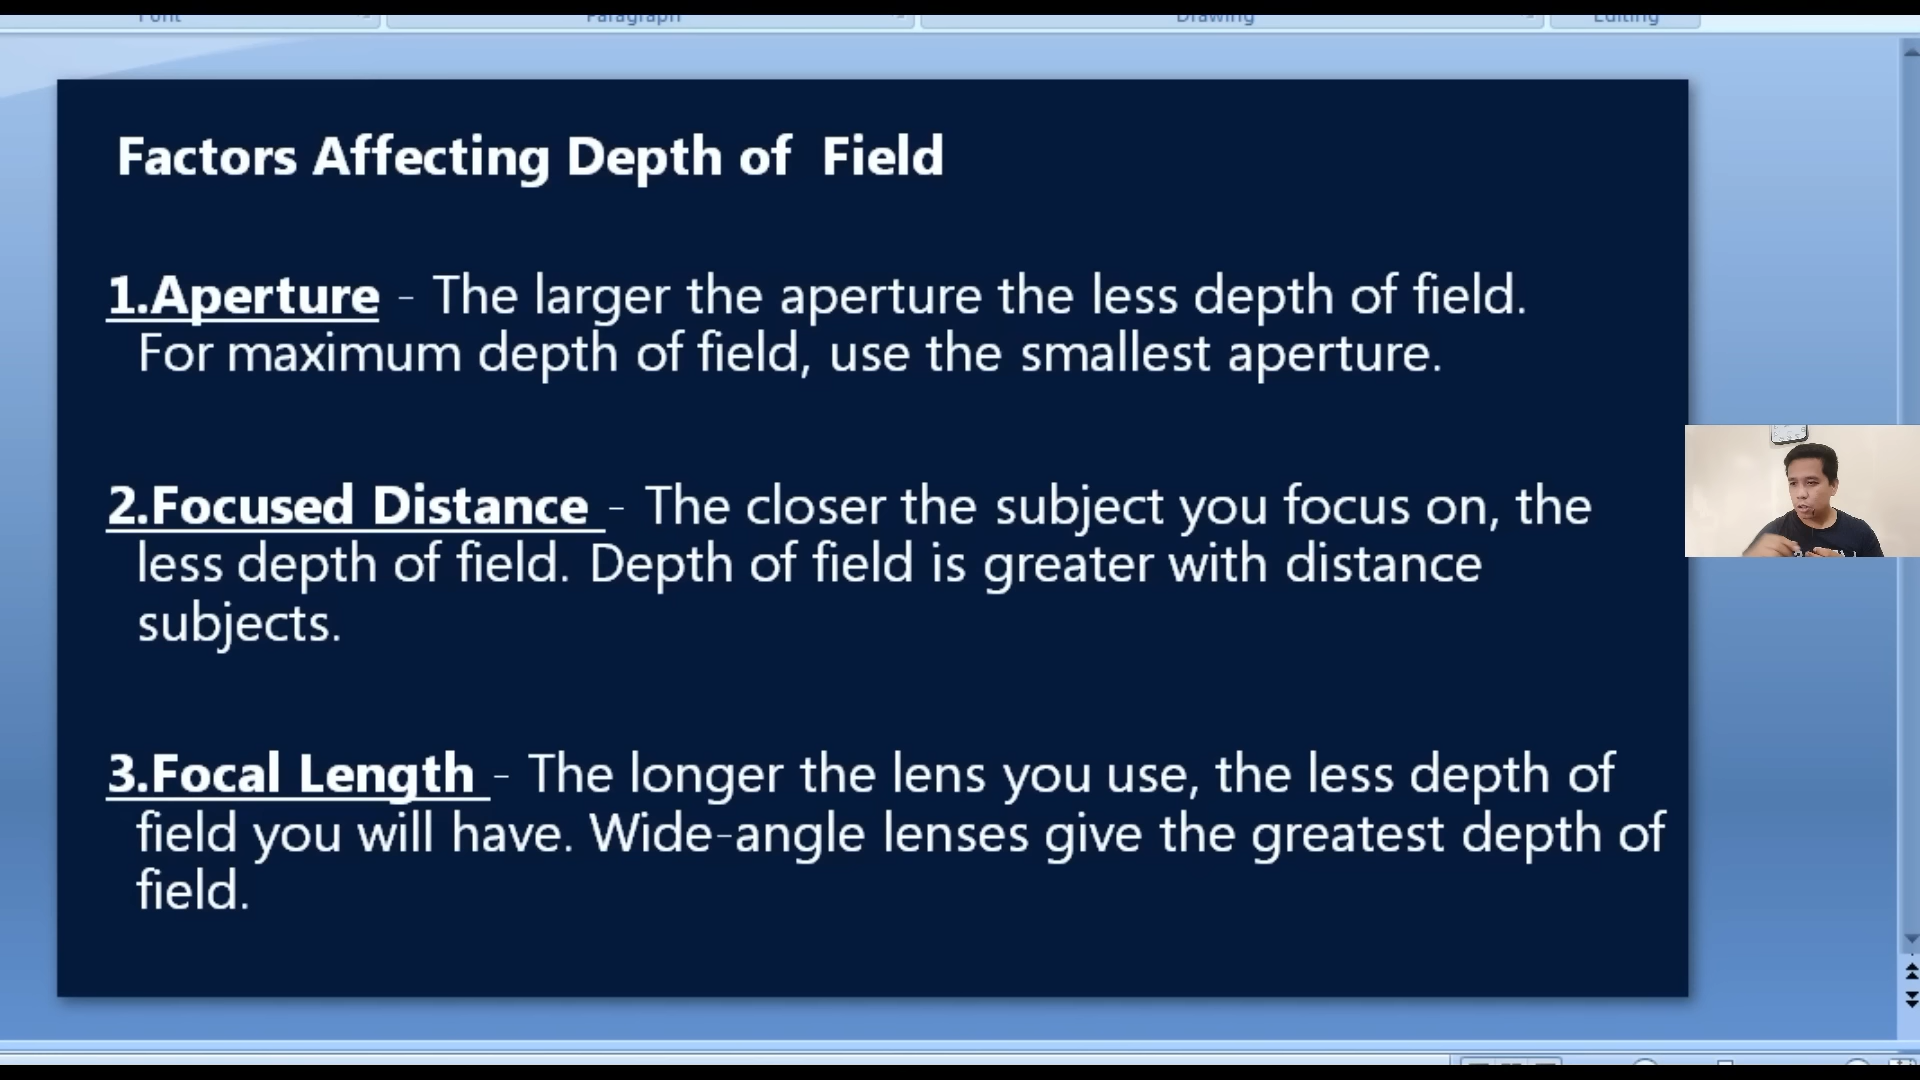 Font Paragraph Drawing Editing
Factors Affecting Depth of Field
1.Aperture - The larger the aperture the less depth of field.
For maximum depth of field, use the smallest aperture.
2.Focused Distance - The closer the subject you focus on, the
less depth of field. Depth of field is greater with distance
subjects.
3.Focal Length - The longer the lens you use, the less depth of
field you will have. Wide-angle lenses give the greatest depth of
field.